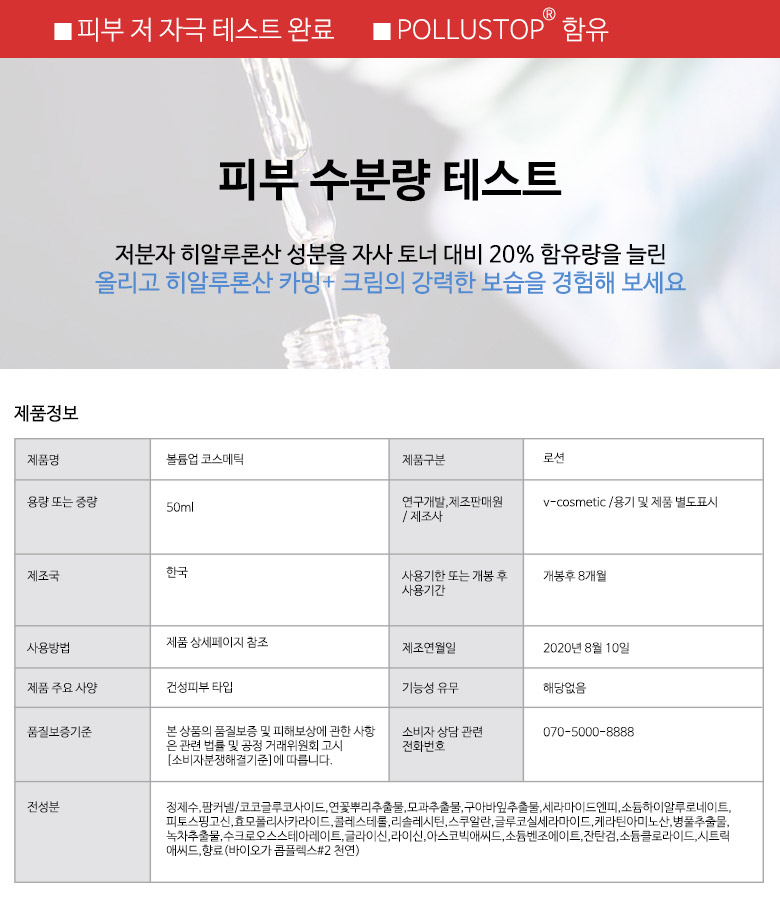 ■ 피부 저 자극 테스트 완료 ■ POLLUSTOP® 함유
피부 수분량 테스트
저분자 히알루론산 성분을 자사 토너 대비 20% 함유량을 늘린
올리고 히알루론산 카밍+ 크림의 강력한 보습을 경험해 보세요
제품정보
제품명 볼륨업 코스메틱 제품구분 로션
용량 또는 중량 50ml 연구개발,제조판매원
/ 제조사 v-cosmetic /용기 및 제품 별도표시
제조국 한국 사용기한 또는 개봉 후
사용기간 개봉후 8개월
사용방법 제품 상세페이지 참조 제조연월일 2020년 8월 10일
제품 주요 사양 건성피부 타입 기능성 유무 해당없음
품질보증기준 본 상품의 품질보증 및 피해보상에 관한 사항
은 관련 법률 및 공정 거래위원회 고시
[소비자분쟁해결기준]에 따릅니다.
소비자 상담 관련
전화번호 070-5000-8888
전성분 정제수,팜커넬/코코글루코사이드,연꽃뿌리추출물,모과추출물,구아바잎추출물,세라마이드엔피,소듐하이알루로네이트,
피토스핑고신,효모폴리사카라이드,콜레스테롤,리솔레시틴,스쿠알란,글루코실세라마이드,케라틴아미노산,병풀추출물,
녹차추출물,수크로오스스테아레이트,글라이신,라이신,아스코빅애씨드,소듐벤조에이트,잔탄검,소듐클로라이드,시트릭
애씨드,향료(바이오가 콤플렉스#2 천연)